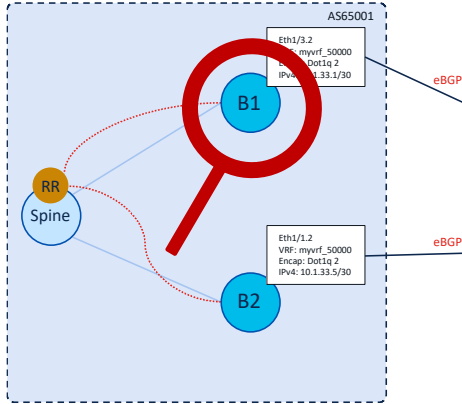 AS65001
Eth1/3.2
myvrf_50000
Dot1q 2
IPv4: 1.33.1/30
eBGP
B1
RR
Spine
Eth1/1.2
VRF: myvrf_50000
Encap: Dot1q 2
IPv4: 10.1.33.5/30
eBGP
B2